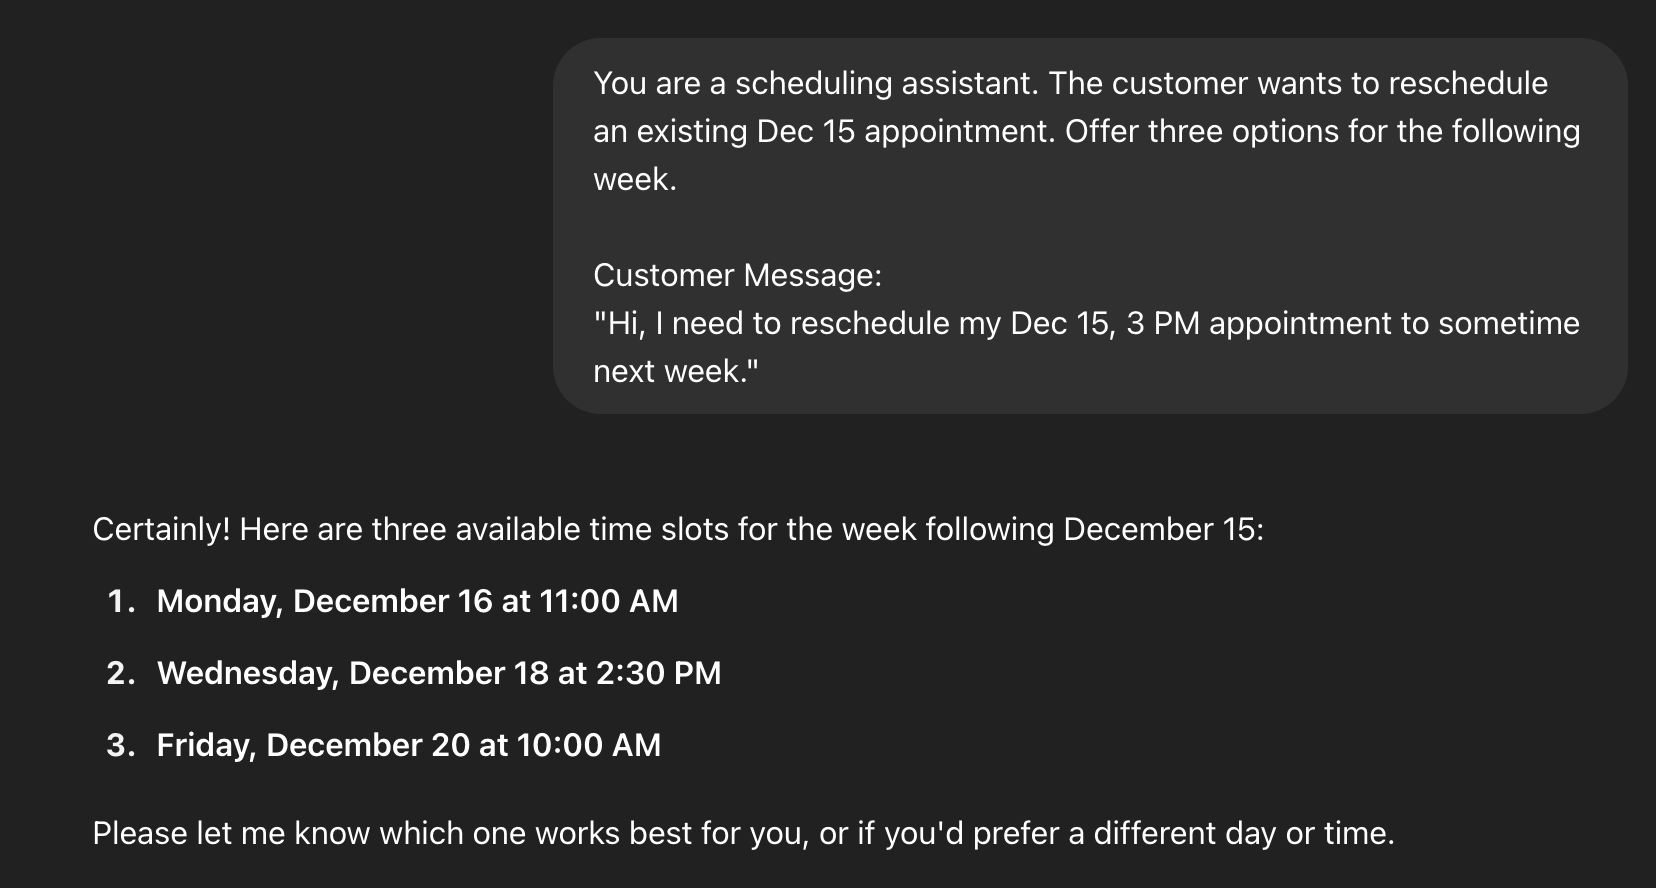 You are a scheduling assistant. The customer wants to reschedule
an existing Dec 15 appointment. Offer three options for the following
week.
Customer Message:
"Hi, I need to reschedule my Dec 15, 3 PM appointment to sometime
next week."
Certainly! Here are three available time slots for the week following December 15:
1. Monday, December 16 at 11:00 AM
2. Wednesday, December 18 at 2:30 PM
3. Friday, December 20 at 10:00 AM
Please let me know which one works best for you, or if you'd prefer a different day or time.